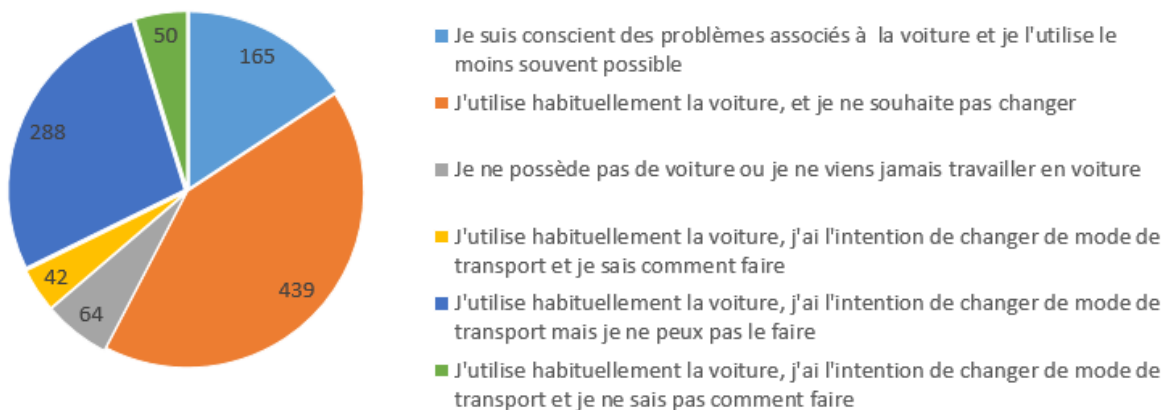 50
165
288
42
64
439
Je suis conscient des problèmes associés à  la voiture et je l'utilise le
moins souvent possible
J'utilise habituellement la voiture, et je ne souhaite pas changer
Je ne possède pas de voiture ou je ne viens jamais travailler en voiture
J'utilise habituellement la voiture, j'ai l'intention de changer de mode de
transport et je sais comment faire
J'utilise habituellement la voiture, j'ai l'intention de changer de mode de
transport mais je ne peux pas le faire
J'utilise habituellement la voiture, j'ai l'intention de changer de mode de
transport et je ne sais pas comment faire